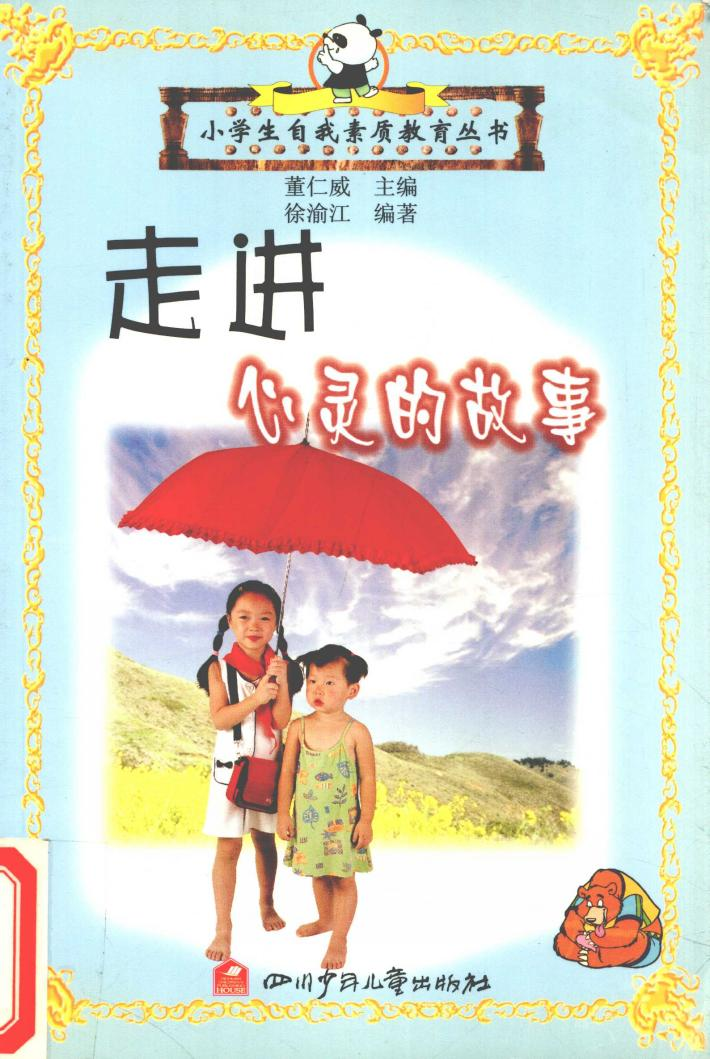 小学生自我素质教育丛书
董仁威 主编
徐渝江 编著
走进
心灵的故事
HOUSE
四川少年儿童出版社